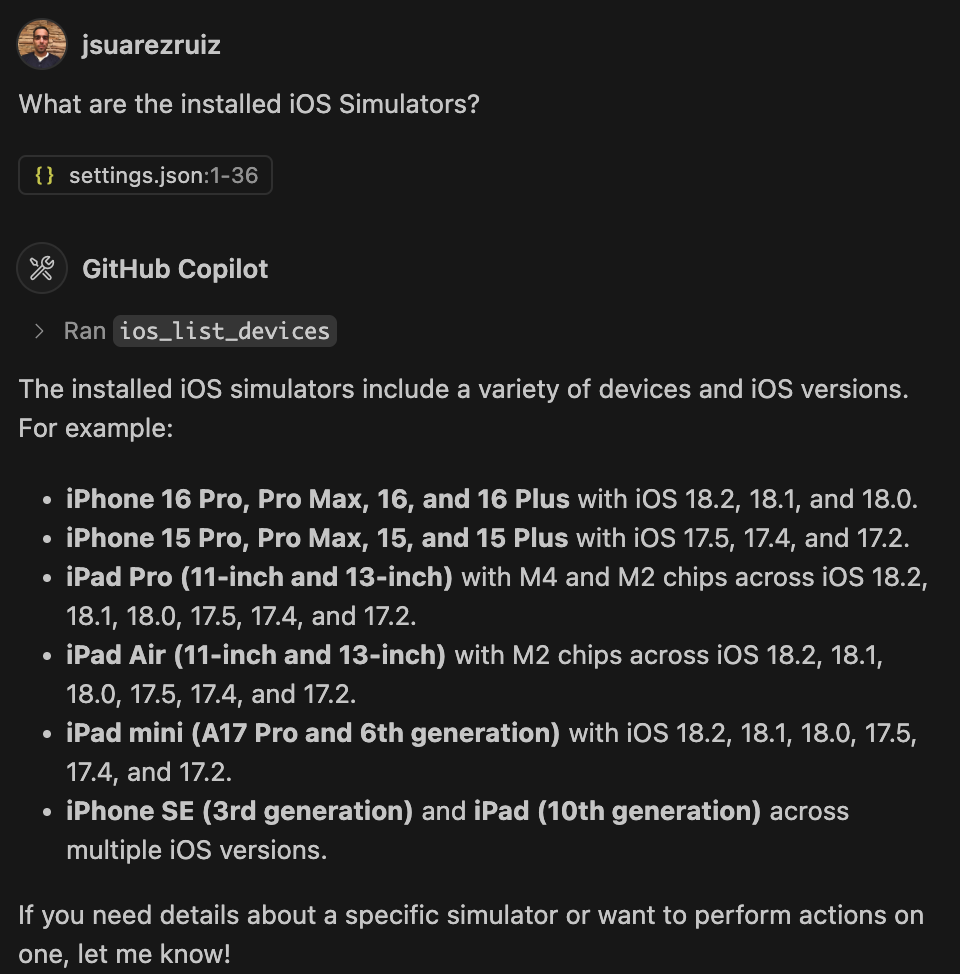 jsuarezruiz
What are the installed iOS Simulators?
{} settings.json:1-36
GitHub Copilot
> Ran ios_list_devices
The installed iOS simulators include a variety of devices and iOS versions.
For example:
• iPhone 16 Pro, Pro Max, 16, and 16 Plus with iOS 18.2, 18.1, and 18.0.
• iPhone 15 Pro, Pro Max, 15, and 15 Plus with iOS 17.5, 17.4, and 17.2.
• iPad Pro (11-inch and 13-inch) with M4 and M2 chips across iOS 18.2,
18.1, 18.0, 17.5, 17.4, and 17.2.
• iPad Air (11-inch and 13-inch) with M2 chips across iOS 18.2, 18.1,
18.0, 17.5, 17.4, and 17.2.
• iPad mini (A17 Pro and 6th generation) with iOS 18.2, 18.1, 18.0, 17.5,
17.4, and 17.2.
• iPhone SE (3rd generation) and iPad (10th generation) across
multiple iOS versions.
If you need details about a specific simulator or want to perform actions on
one, let me know!